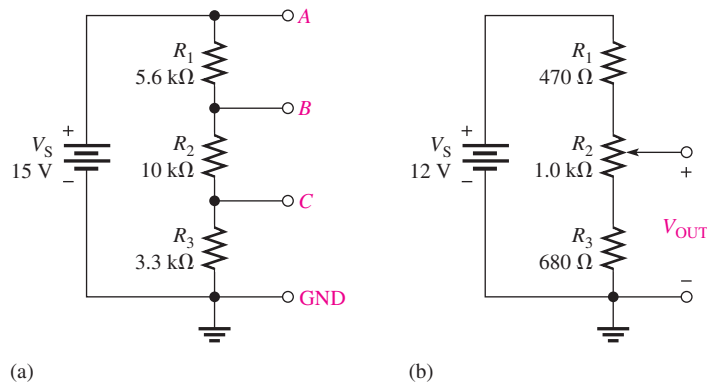 A
R1
5.6 kΩ
B
+
VS
15 V
−
R2
10 kΩ
C
R3
3.3 kΩ
GND
(a)
R1
470 Ω
+
VS
12 V
−
R2
1.0 kΩ
+
VOUT
R3
680 Ω
−
(b)